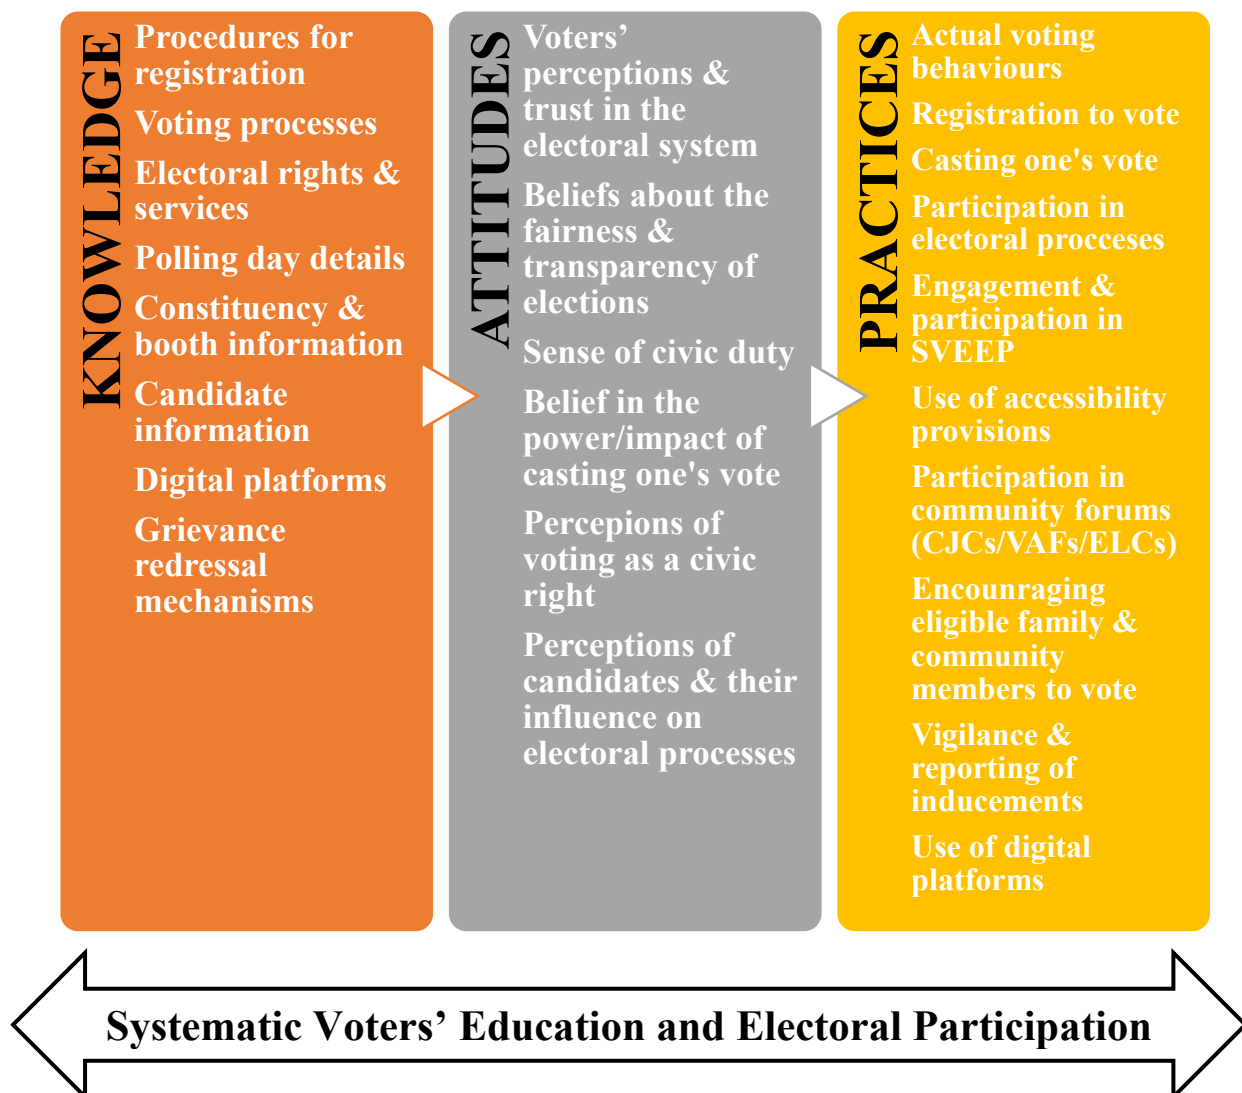 KNOWLEDGE
Procedures for
registration
Voting processes
Electoral rights &
services
Polling day details
Constituency &
booth information
Candidate
information
Digital platforms
Grievance
redressal
mechanisms
ATTITUDES
Voters’
perceptions &
trust in the
electoral system
Beliefs about the
fairness &
transparency of
elections
Sense of civic duty
Belief in the
power/impact of
casting one's vote
Percepions of
voting as a civic
right
Perceptions of
candidates & their
influence on
electoral processes
PRACTICES
Actual voting
behaviours
Registration to vote
Casting one's vote
Participation in
electoral procceses
Engagement &
participation in
SVEEP
Use of accessibility
provisions
Participation in
community forums
(CJCs/VAFs/ELCs)
Encounraging
eligible family &
community
members to vote
Vigilance &
reporting of
inducements
Use of digital
platforms
Systematic Voters’ Education and Electoral Participation